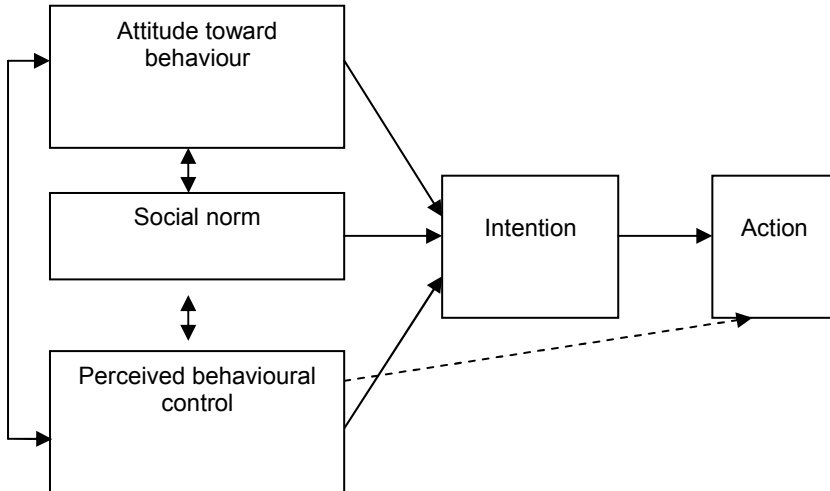 Attitude toward
behaviour
Social norm
Perceived behavioural
control
Intention
Action